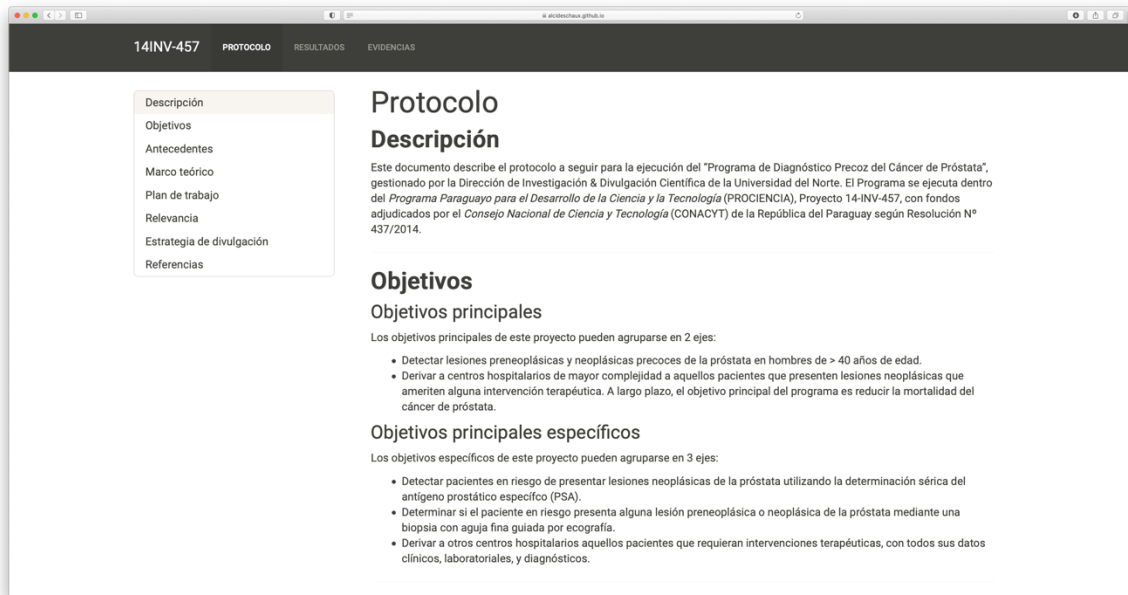 alcideschaux.github.io
14INV-457 PROTOCOLO RESULTADOS EVIDENCIAS
Descripción
Objetivos
Antecedentes
Marco teórico
Plan de trabajo
Relevancia
Estrategia de divulgación
Referencias
Protocolo
Descripción
Este documento describe el protocolo a seguir para la ejecución del "Programa de Diagnóstico Precoz del Cáncer de Próstata",
gestionado por la Dirección de Investigación & Divulgación Científica de la Universidad del Norte. El Programa se ejecuta dentro
del Programa Paraguayo para el Desarrollo de la Ciencia y la Tecnología (PROCIENCIA), Proyecto 14-INV-457, con fondos
adjudicados por el Consejo Nacional de Ciencia y Tecnología (CONACYT) de la República del Paraguay según Resolución Nº
437/2014.
Objetivos
Objetivos principales
Los objetivos principales de este proyecto pueden agruparse en 2 ejes:
• Detectar lesiones preneoplásicas y neoplásicas precoces de la próstata en hombres de > 40 años de edad.
• Derivar a centros hospitalarios de mayor complejidad a aquellos pacientes que presenten lesiones neoplásicas que
ameriten alguna intervención terapéutica. A largo plazo, el objetivo principal del programa es reducir la mortalidad del
cáncer de próstata.
Objetivos principales específicos
Los objetivos específicos de este proyecto pueden agruparse en 3 ejes:
• Detectar pacientes en riesgo de presentar lesiones neoplásicas de la próstata utilizando la determinación sérica del
antígeno prostático específco (PSA).
• Determinar si el paciente en riesgo presenta alguna lesión preneoplásica o neoplásica de la próstata mediante una
biopsia con aguja fina guiada por ecografía.
• Derivar a otros centros hospitalarios aquellos pacientes que requieran intervenciones terapéuticas, con todos sus datos
clínicos, laboratoriales, y diagnósticos.